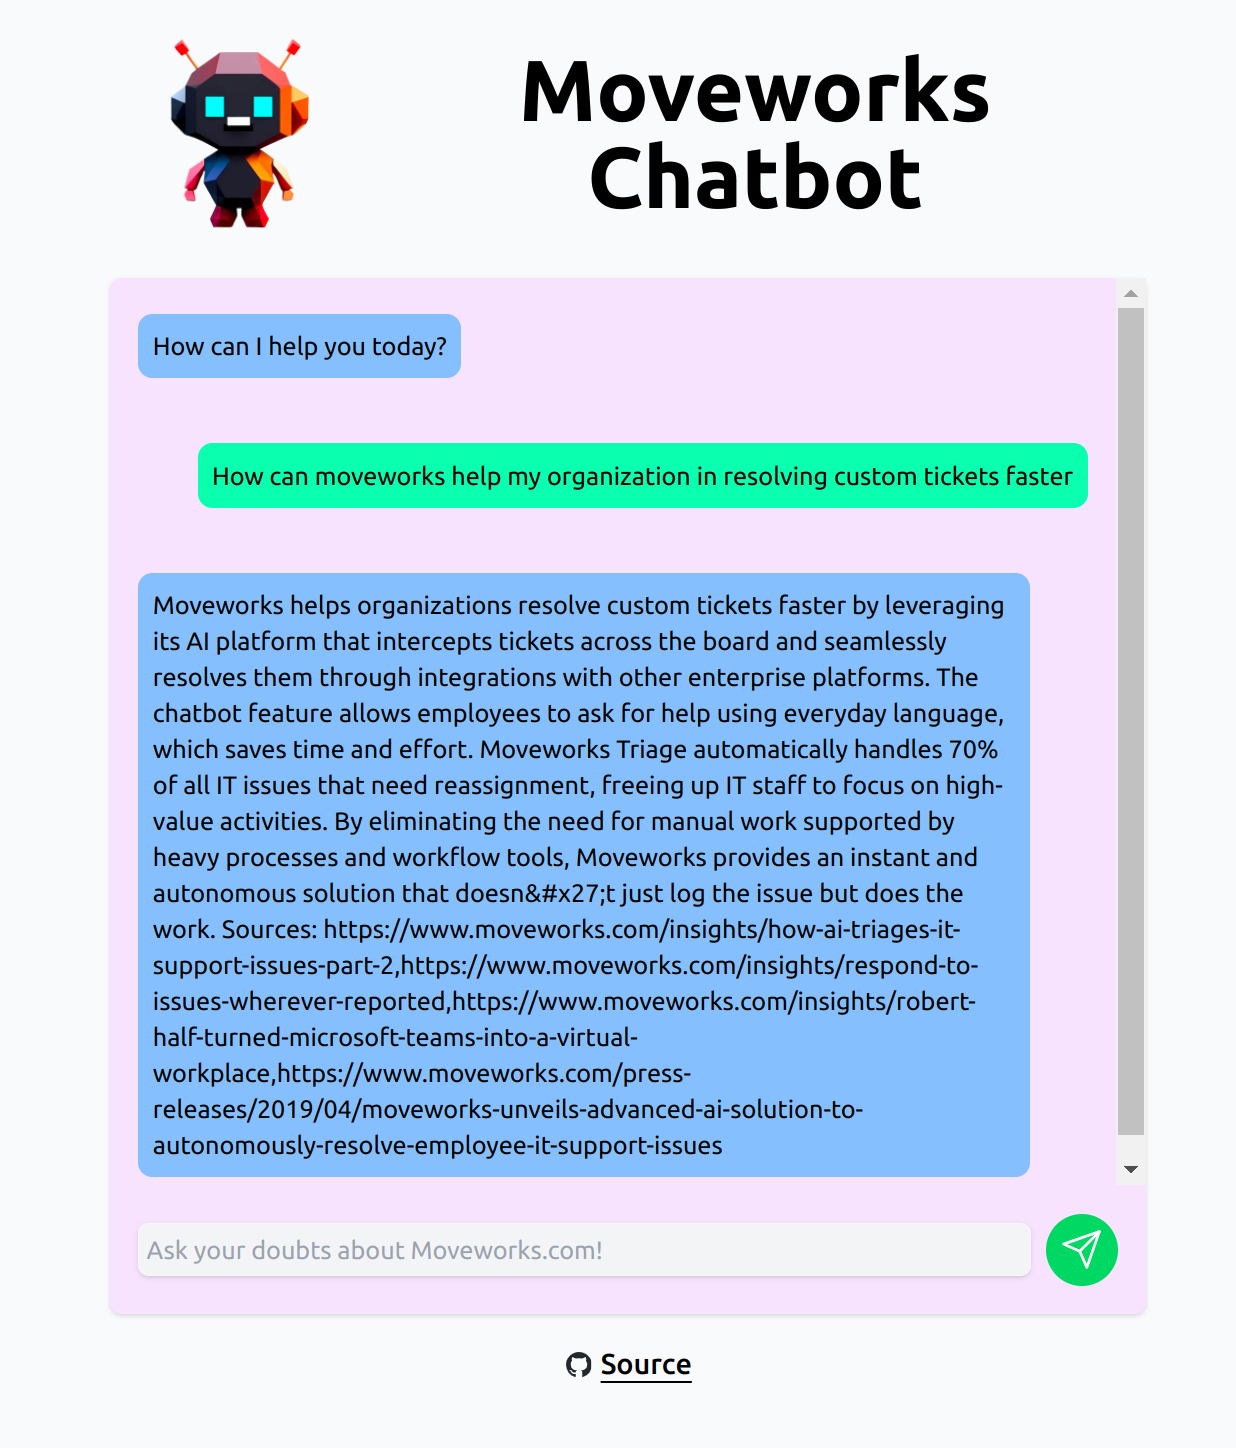 Moveworks
Chatbot
How can I help you today?
How can moveworks help my organization in resolving custom tickets faster
Moveworks helps organizations resolve custom tickets faster by leveraging
its AI platform that intercepts tickets across the board and seamlessly
resolves them through integrations with other enterprise platforms. The
chatbot feature allows employees to ask for help using everyday language,
which saves time and effort. Moveworks Triage automatically handles 70%
of all IT issues that need reassignment, freeing up IT staff to focus on high-
value activities. By eliminating the need for manual work supported by
heavy processes and workflow tools, Moveworks provides an instant and
autonomous solution that doesn&#x27;t just log the issue but does the
work. Sources: https://www.moveworks.com/insights/how-ai-triages-it-
support-issues-part-2,https://www.moveworks.com/insights/respond-to-
issues-wherever-reported,https://www.moveworks.com/insights/robert-
half-turned-microsoft-teams-into-a-virtual-
workplace,https://www.moveworks.com/press-
releases/2019/04/moveworks-unveils-advanced-ai-solution-to-
autonomously-resolve-employee-it-support-issues
Ask your doubts about Moveworks.com!
Source